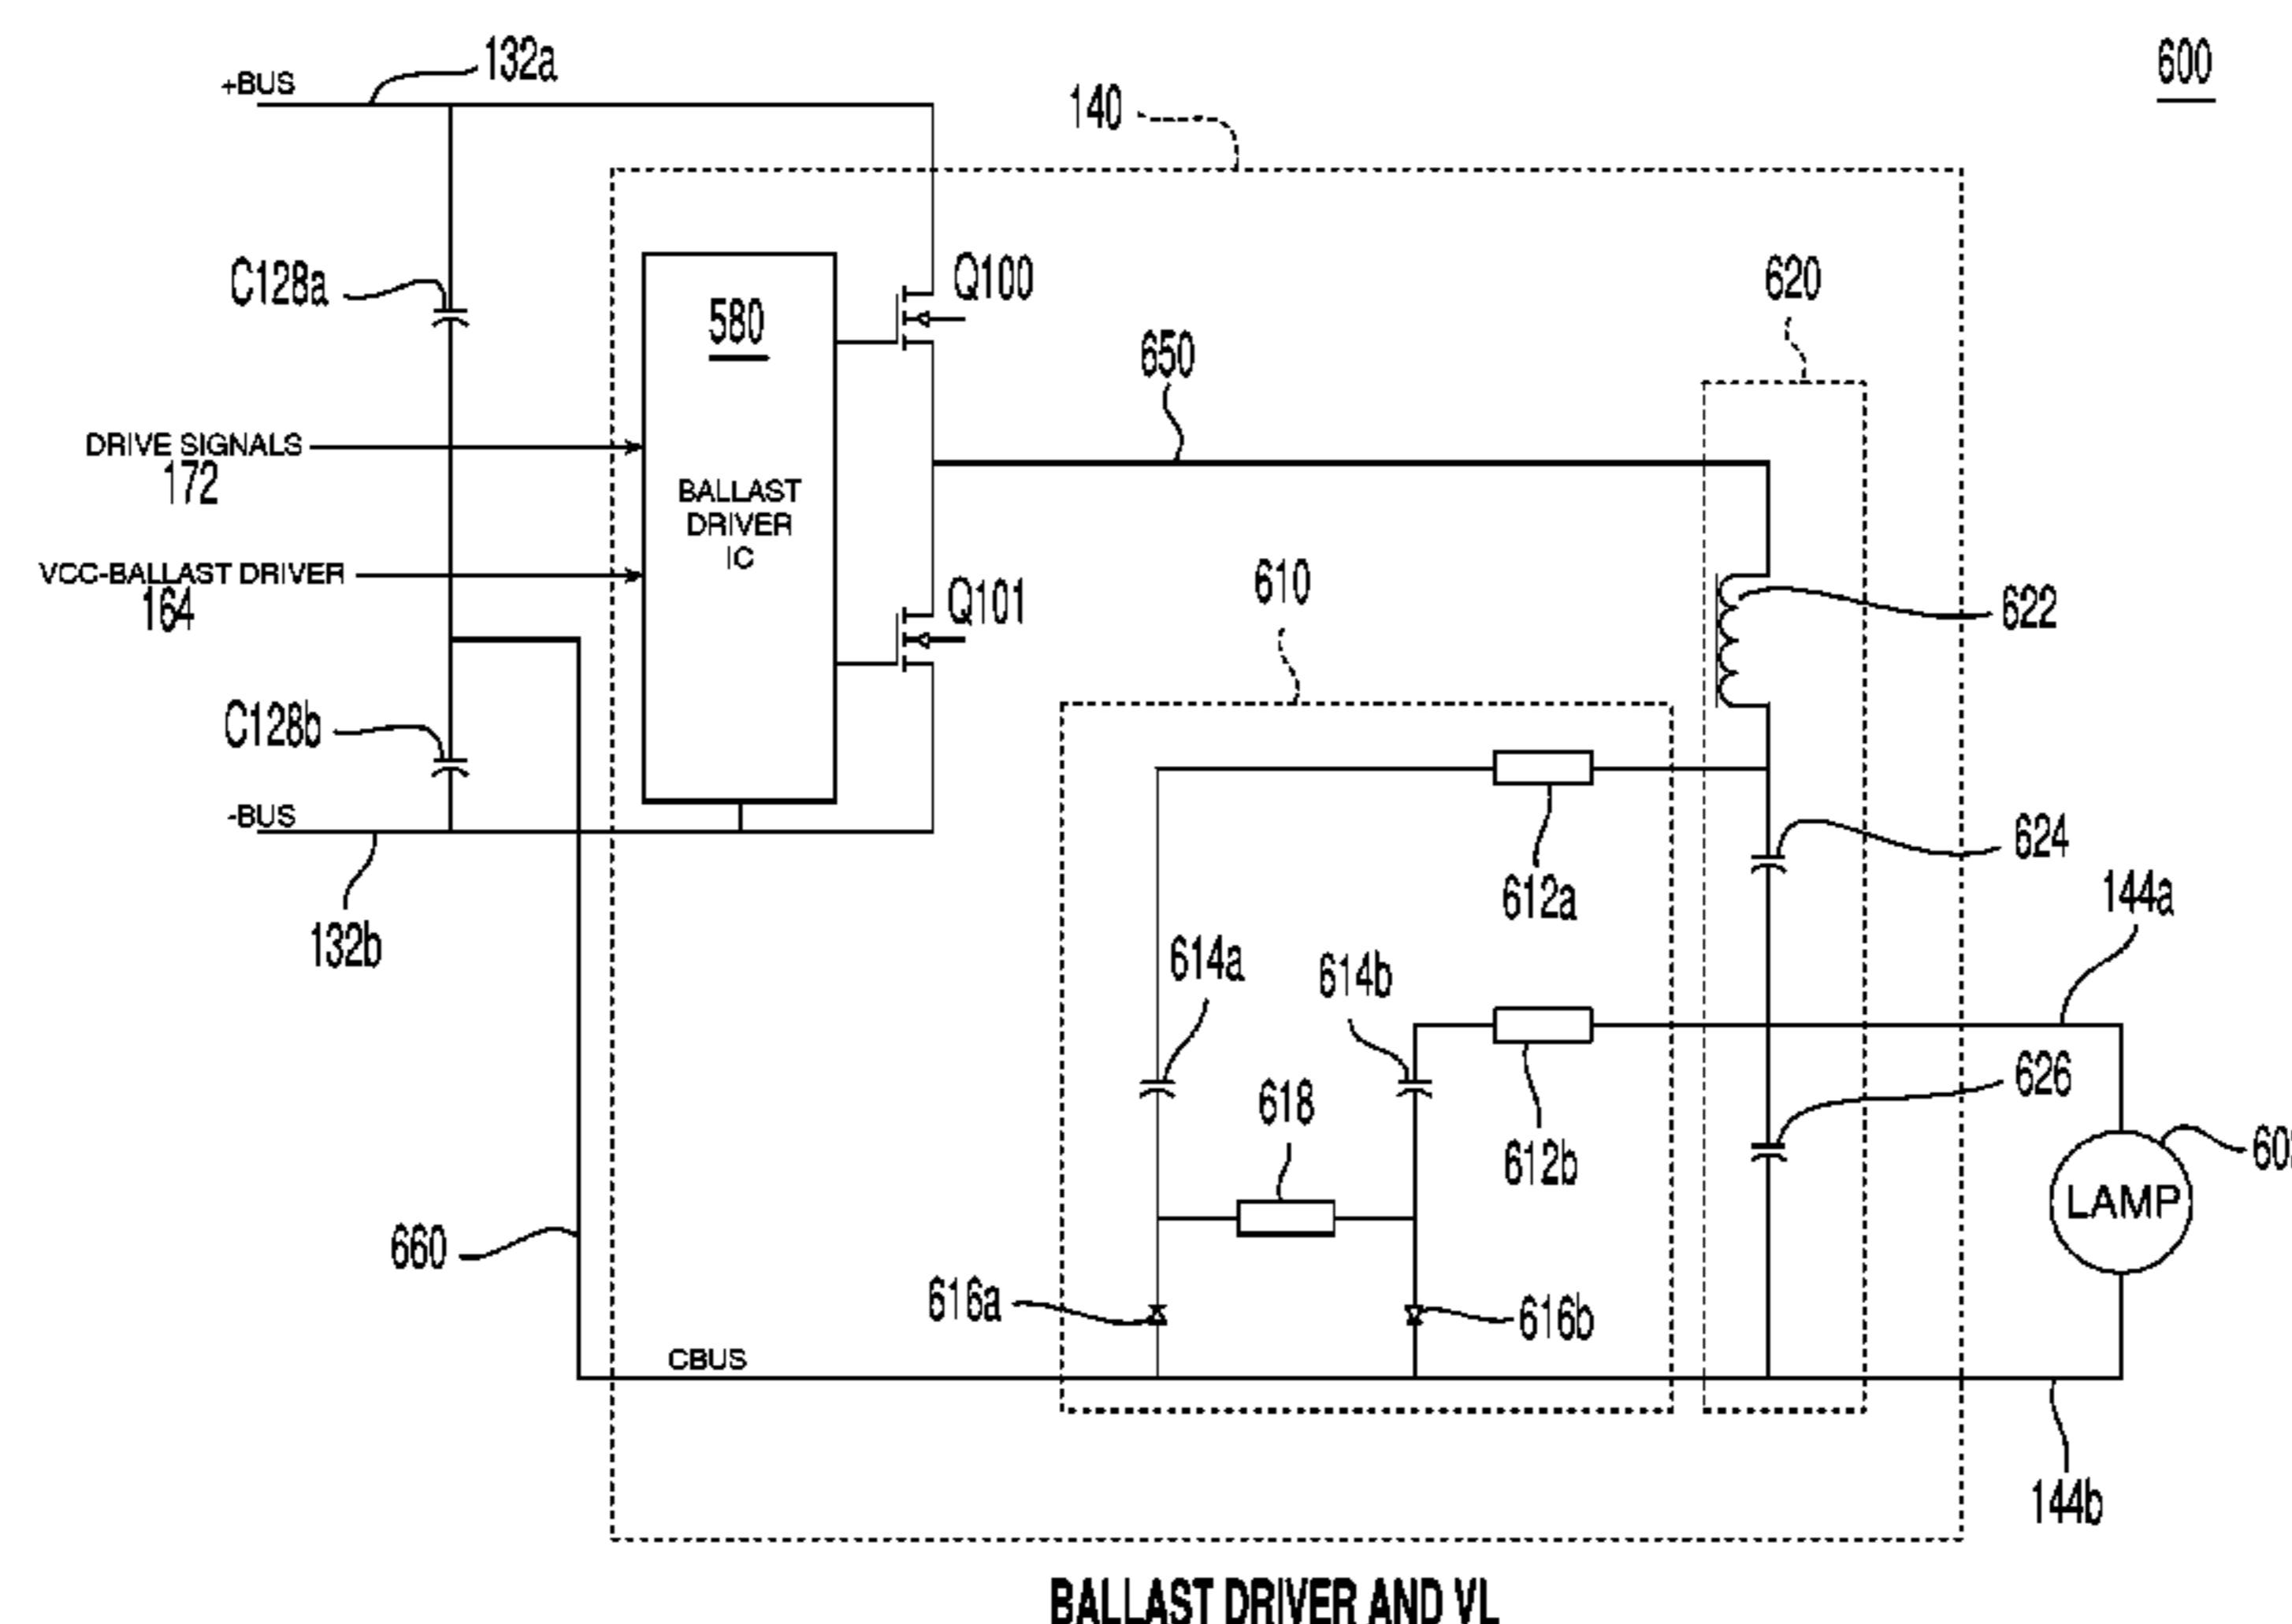 600
132a
+BUS
140
C128a
Q100
580
620
650
DRIVE SIGNALS
172
BALLAST
DRIVER
IC
VCC-BALLAST DRIVER
164
Q101
610
622
C128b
-BUS
624
132b
612a
144a
614a
614b
618
626
612b
LAMP
660
616a
616b
CBUS
144b
BALLAST DRIVER AND VL